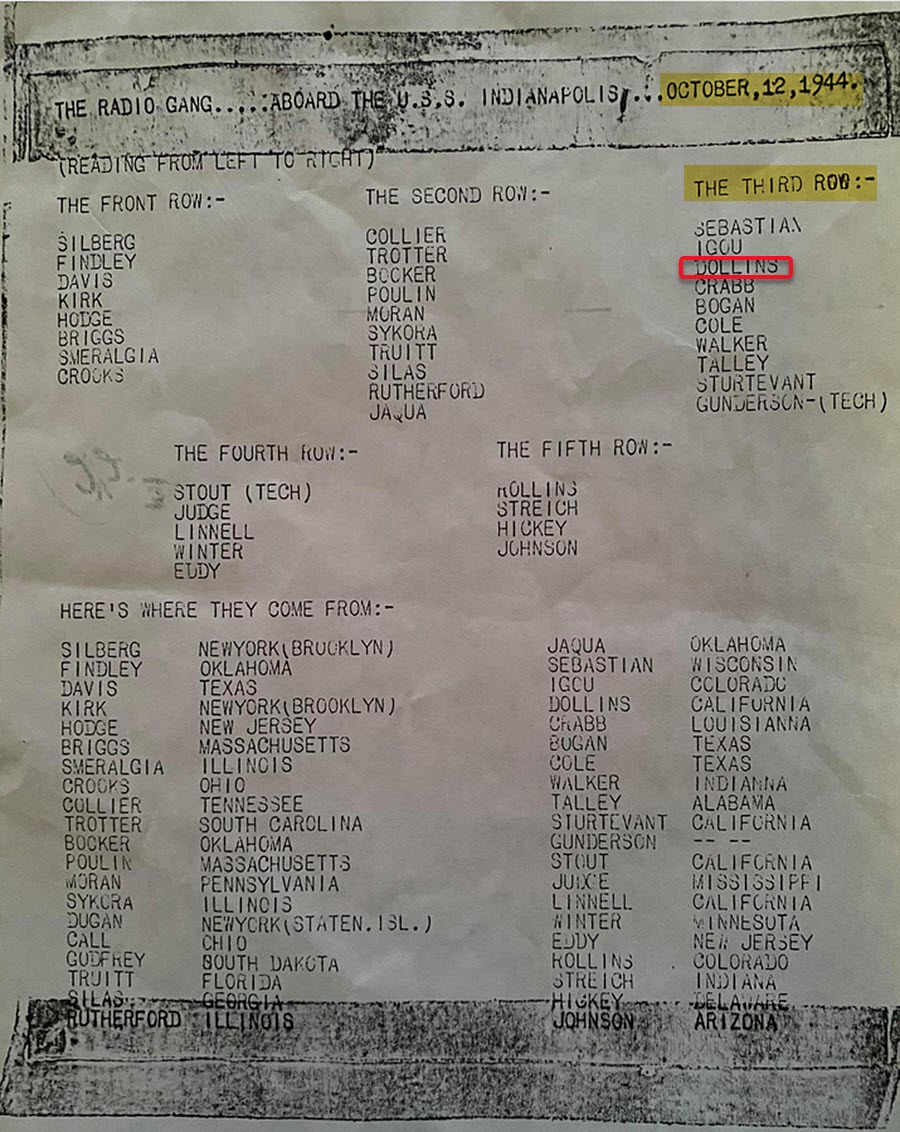 THE RADIO GANG.....ABOARD THE U.S.S. INDIANAPOLIS/...OCTOBER,12,1944.
(READING FROM LEFT TO RIGHT)
THE FRONT ROW:-
SILBERG
FINDLEY
DAVIS
KIRK
HODGE
BRIGGS
SMERALGIA
CROOKS
THE SECOND ROW:-
COLLIER
TROTTER
BOCKER
POULIN
MORAN
SYKORA
TRUITT
SILAS
RUTHERFORD
JAQUA
THE THIRD ROW:-
SEBASTIAN
IGOU
DOLLINS
CRABB
BOGAN
COLE
WALKER
TALLEY
STURTEVANT
GUNDERSON-(TECH)
THE FOURTH ROW:-
STOUT (TECH)
JUDGE
LINNELL
WINTER
EDDY
THE FIFTH ROW:-
ROLLINS
STREICH
HICKEY
JOHNSON
HERE'S WHERE THEY COME FROM:-
SILBERG NEWYORK(BROOKLYN)
FINDLEY OKLAHOMA
DAVIS TEXAS
KIRK NEWYORK(BROOKLYN)
HODGE NEW JERSEY
BRIGGS MASSACHUSETTS
SMERALGIA ILLINOIS
CROOKS OHIO
COLLIER TENNESSEE
TROTTER SOUTH CAROLINA
BOCKER OKLAHOMA
POULIN MASSACHUSETTS
MORAN PENNSYLVANIA
SYKORA ILLINOIS
DUGAN NEWYORK(STATEN.ISL.)
CALL OHIO
GODFREY SOUTH DAKOTA
TRUITT FLORIDA
SILAS GEORGIA
RUTHERFORD ILLINOIS
JAQUA OKLAHOMA
SEBASTIAN WISCONSIN
IGOU COLORADO
DOLLINS CALIFORNIA
CRABB LOUISIANNA
BOGAN TEXAS
COLE TEXAS
WALKER INDIANNA
TALLEY ALABAMA
STURTEVANT CALIFORNIA
GUNDERSON -- --
STOUT CALIFORNIA
JUDGE MISSISSIPPI
LINNELL CALIFORNIA
WINTER MINNESOTA
EDDY NEW JERSEY
ROLLINS COLORADO
STREICH INDIANA
HICKEY DELAWARE
JOHNSON ARIZONA